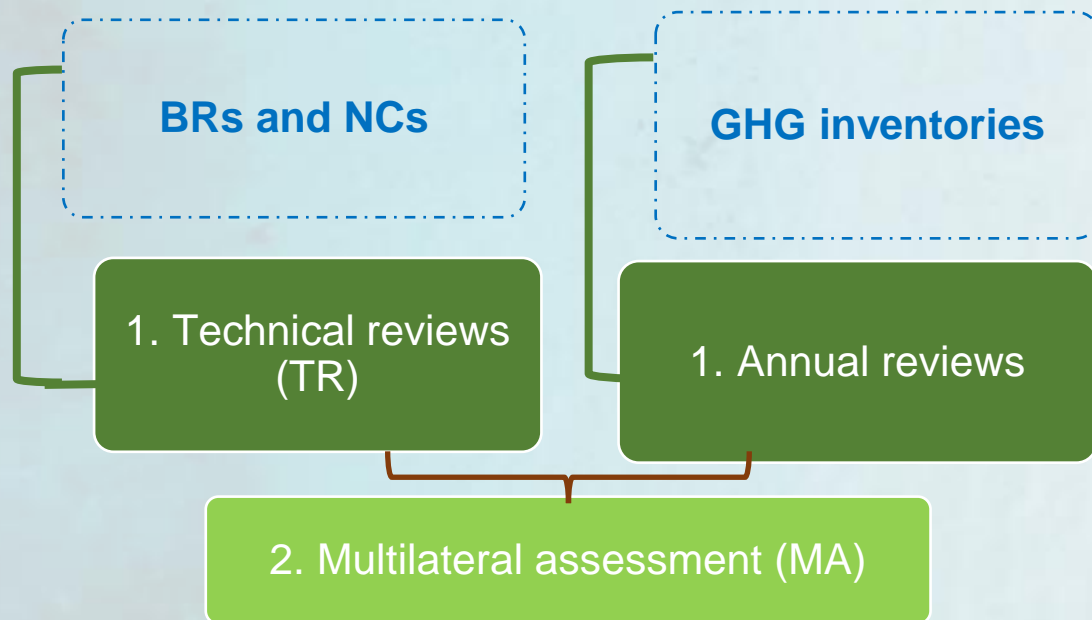 BRs and NCs
GHG inventories
1. Technical reviews
(TR)
1. Annual reviews
2. Multilateral assessment (MA)